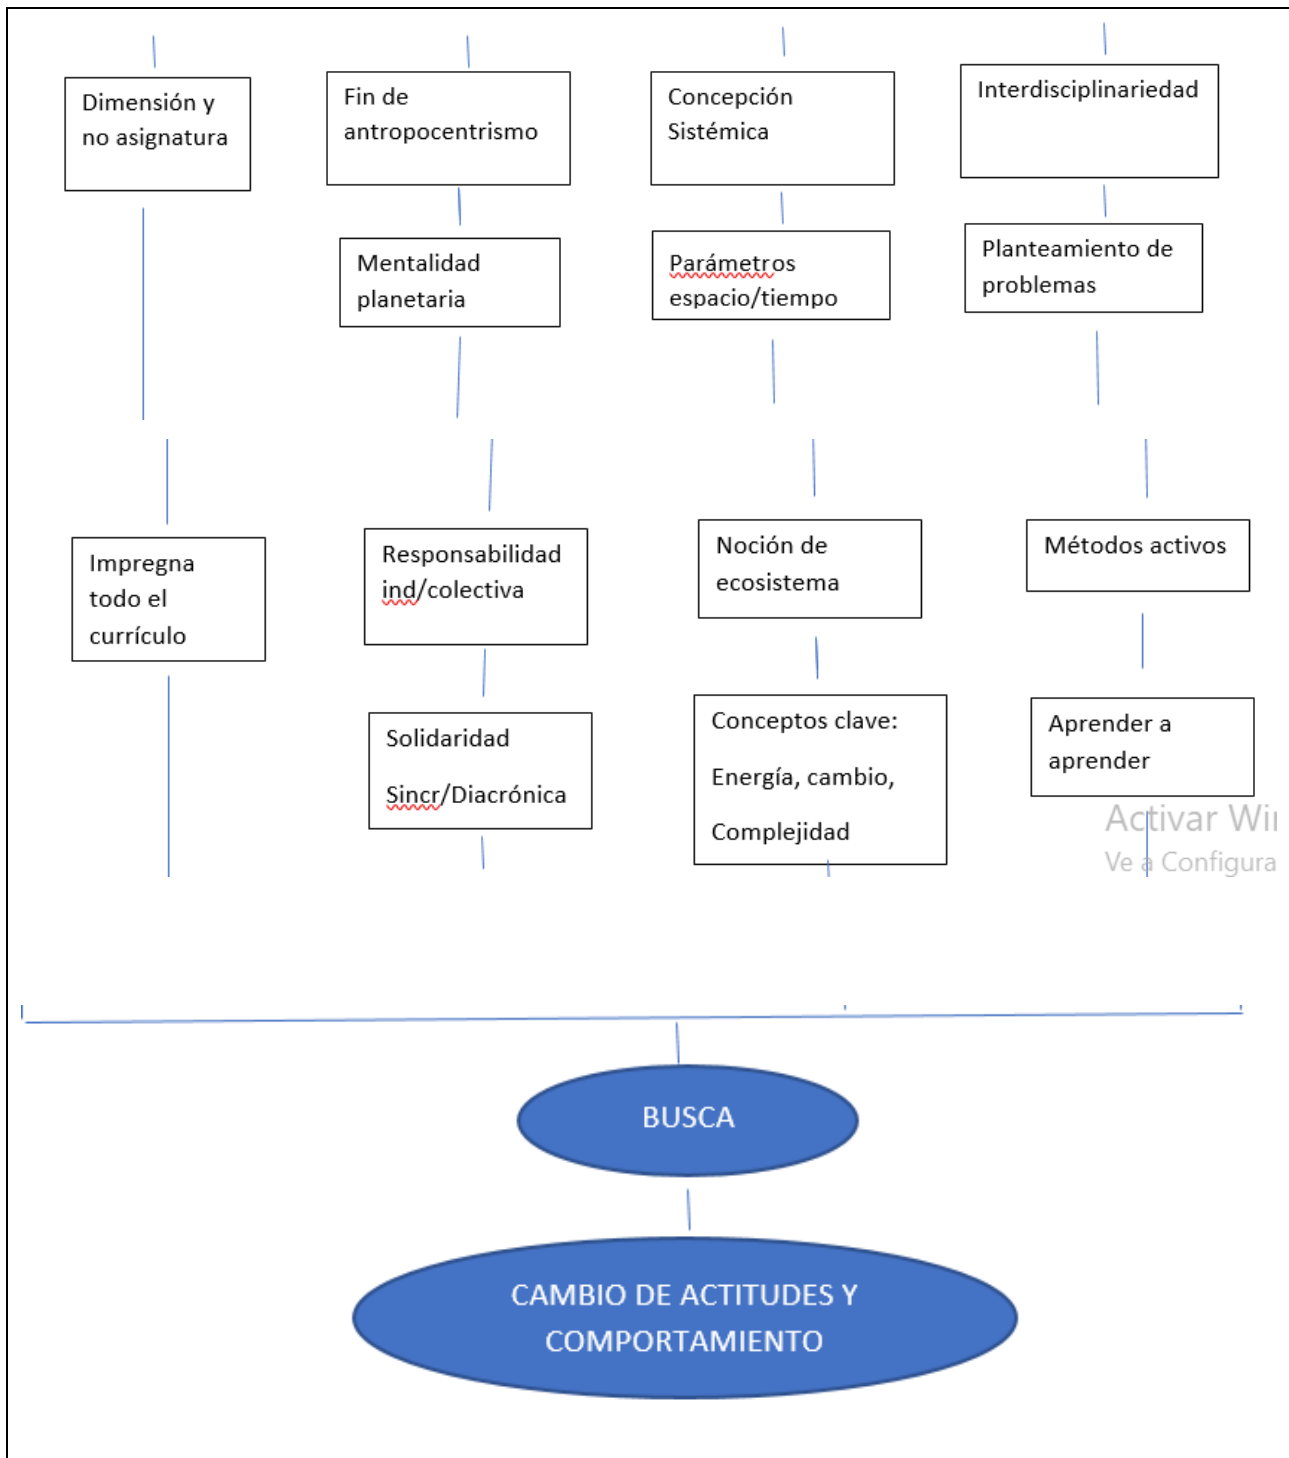 Dimensión y
no asignatura
Fin de
antropocentrismo
Concepción
Sistémica
Interdisciplinariedad
Mentalidad
planetaria
Parámetros
espacio/tiempo
Planteamiento de
problemas
Impregna
todo el
currículo
Responsabilidad
ind/colectiva
Noción de
ecosistema
Métodos activos
Solidaridad
Sincr/Diacrónica
Conceptos clave:
Energía, cambio,
Complejidad
Aprender a
aprender
Activar Wi
Ve a Configura
BUSCA
CAMBIO DE ACTITUDES Y
COMPORTAMIENTO